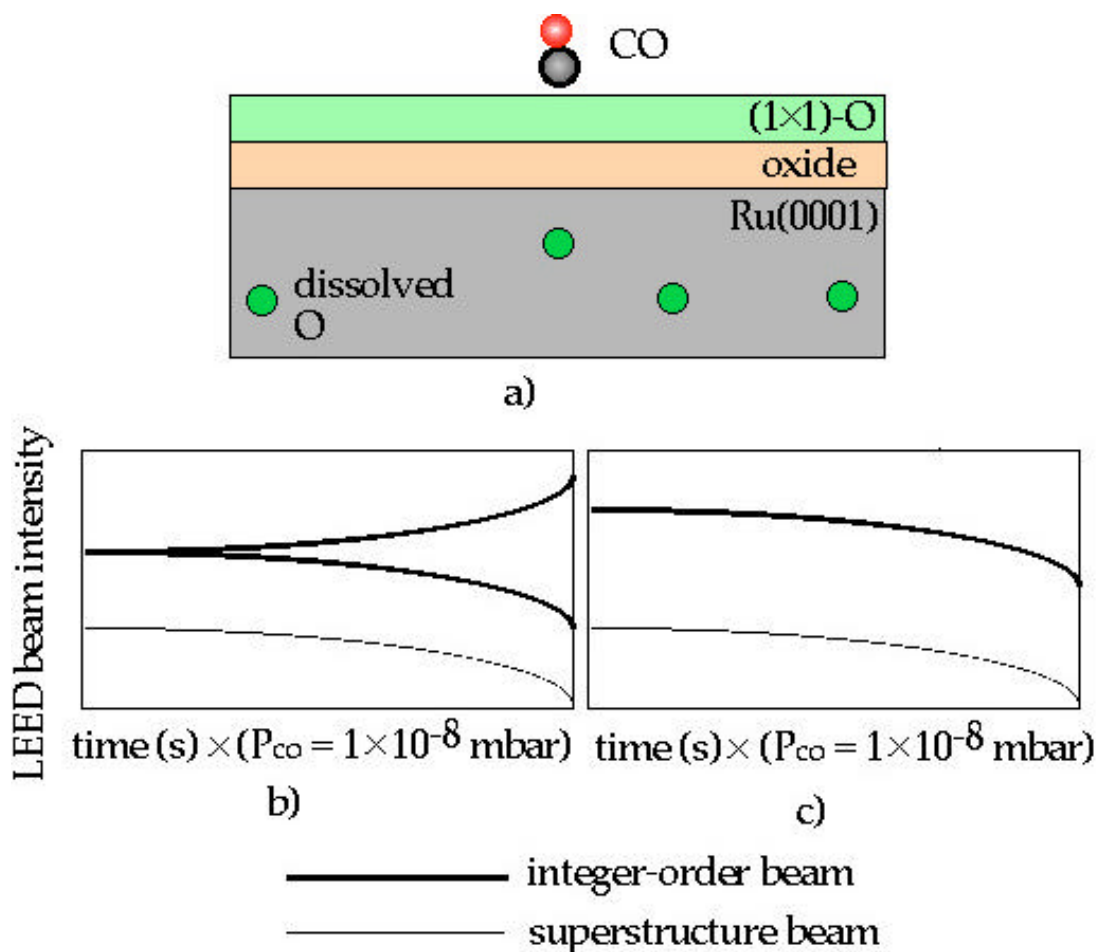 CO
(1×1)-O
oxide
Ru(0001)
dissolved
O
a)
LEED beam intensity
time (s) × (Pco = 1×10⁻⁸ mbar)
b)
time (s) × (Pco = 1×10⁻⁸ mbar)
c)
integer-order beam
superstructure beam